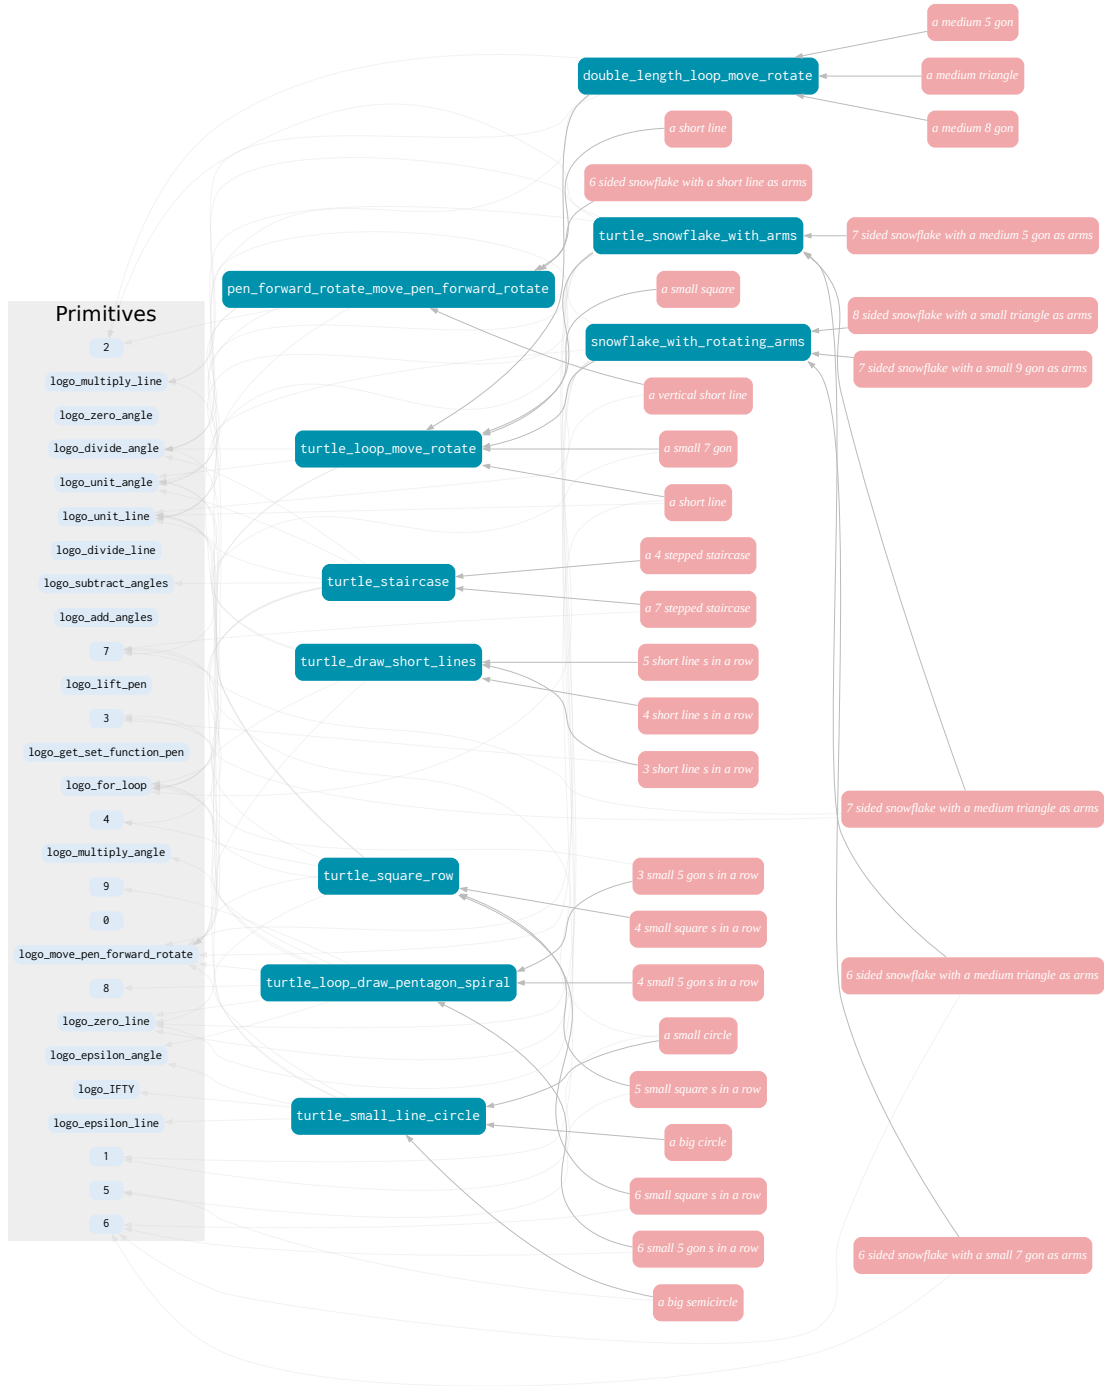 a medium 5 gon
double_length_loop_move_rotate
a medium triangle
a short line
a medium 8 gon
6 sided snowflake with a short line as arms
turtle_snowflake_with_arms
7 sided snowflake with a medium 5 gon as arms
pen_forward_rotate_move_pen_forward_rotate
a small square
Primitives
8 sided snowflake with a small triangle as arms
2
snowflake_with_rotating_arms
7 sided snowflake with a small 9 gon as arms
logo_multiply_line
a vertical short line
logo_zero_angle
logo_divide_angle
turtle_loop_move_rotate
a small 7 gon
logo_unit_angle
a short line
logo_unit_line
logo_divide_line
a 4 stepped staircase
logo_subtract_angles
turtle_staircase
a 7 stepped staircase
logo_add_angles
7
turtle_draw_short_lines
5 short line s in a row
logo_lift_pen
4 short line s in a row
3
logo_get_set_function_pen
3 short line s in a row
logo_for_loop
7 sided snowflake with a medium triangle as arms
4
logo_multiply_angle
turtle_square_row
3 small 5 gon s in a row
9
0
4 small square s in a row
logo_move_pen_forward_rotate
turtle_loop_draw_pentagon_spiral
4 small 5 gon s in a row
6 sided snowflake with a medium triangle as arms
8
logo_zero_line
a small circle
logo_epsilon_angle
logo_IFTY
5 small square s in a row
turtle_small_line_circle
logo_epsilon_line
a big circle
1
5
6 small square s in a row
6
6 small 5 gon s in a row
6 sided snowflake with a small 7 gon as arms
a big semicircle